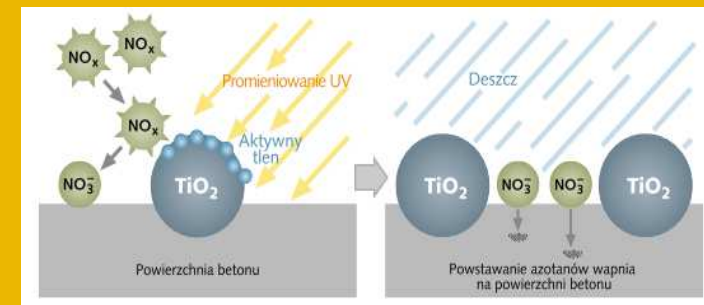 NOₓ
NOₓ
Promieniowanie UV
NOₓ
Aktywny
tlen
NO₃⁻
TiO₂
Powierzchnia betonu
Deszcz
TiO₂
NO₃⁻
NO₃⁻
TiO₂
Powstawanie azotanów wapnia
na powierzchni betonu